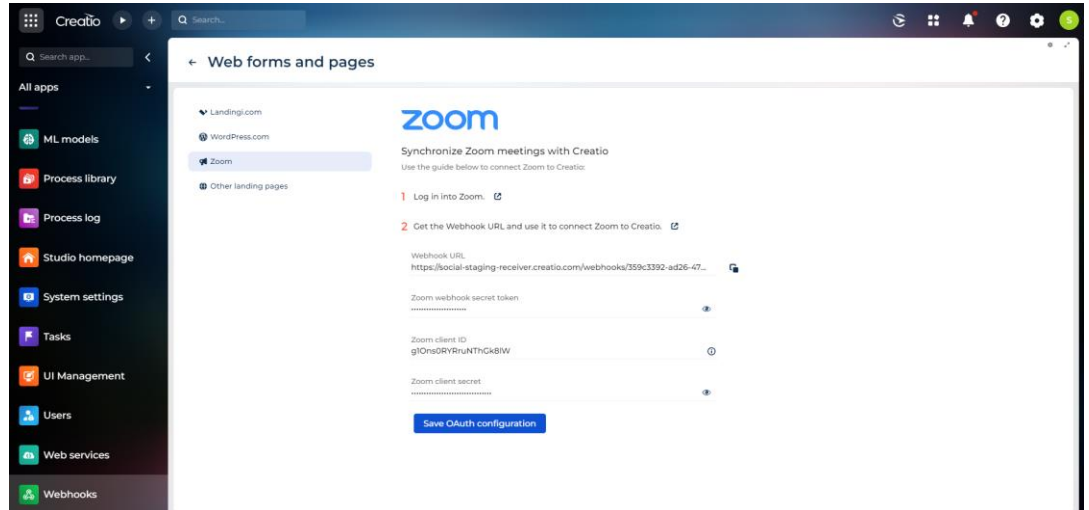 Creatio
Search...
S
Search app...
All apps
ML models
Process library
Process log
Studio homepage
System settings
Tasks
UI Management
Users
Web services
Webhooks
Web forms and pages
Landingi.com
WordPress.com
Zoom
Other landing pages
zoom
Synchronize Zoom meetings with Creatio
Use the guide below to connect Zoom to Creatio:
1 Log in into Zoom.
2 Get the Webhook URL and use it to connect Zoom to Creatio.
Webhook URL
https://social-staging-receiver.creatio.com/webhooks/359c3392-ad26-47...
Zoom webhook secret token
Zoom client ID
g1Ons0RYRruNThGk8IW
Zoom client secret
Save OAuth configuration